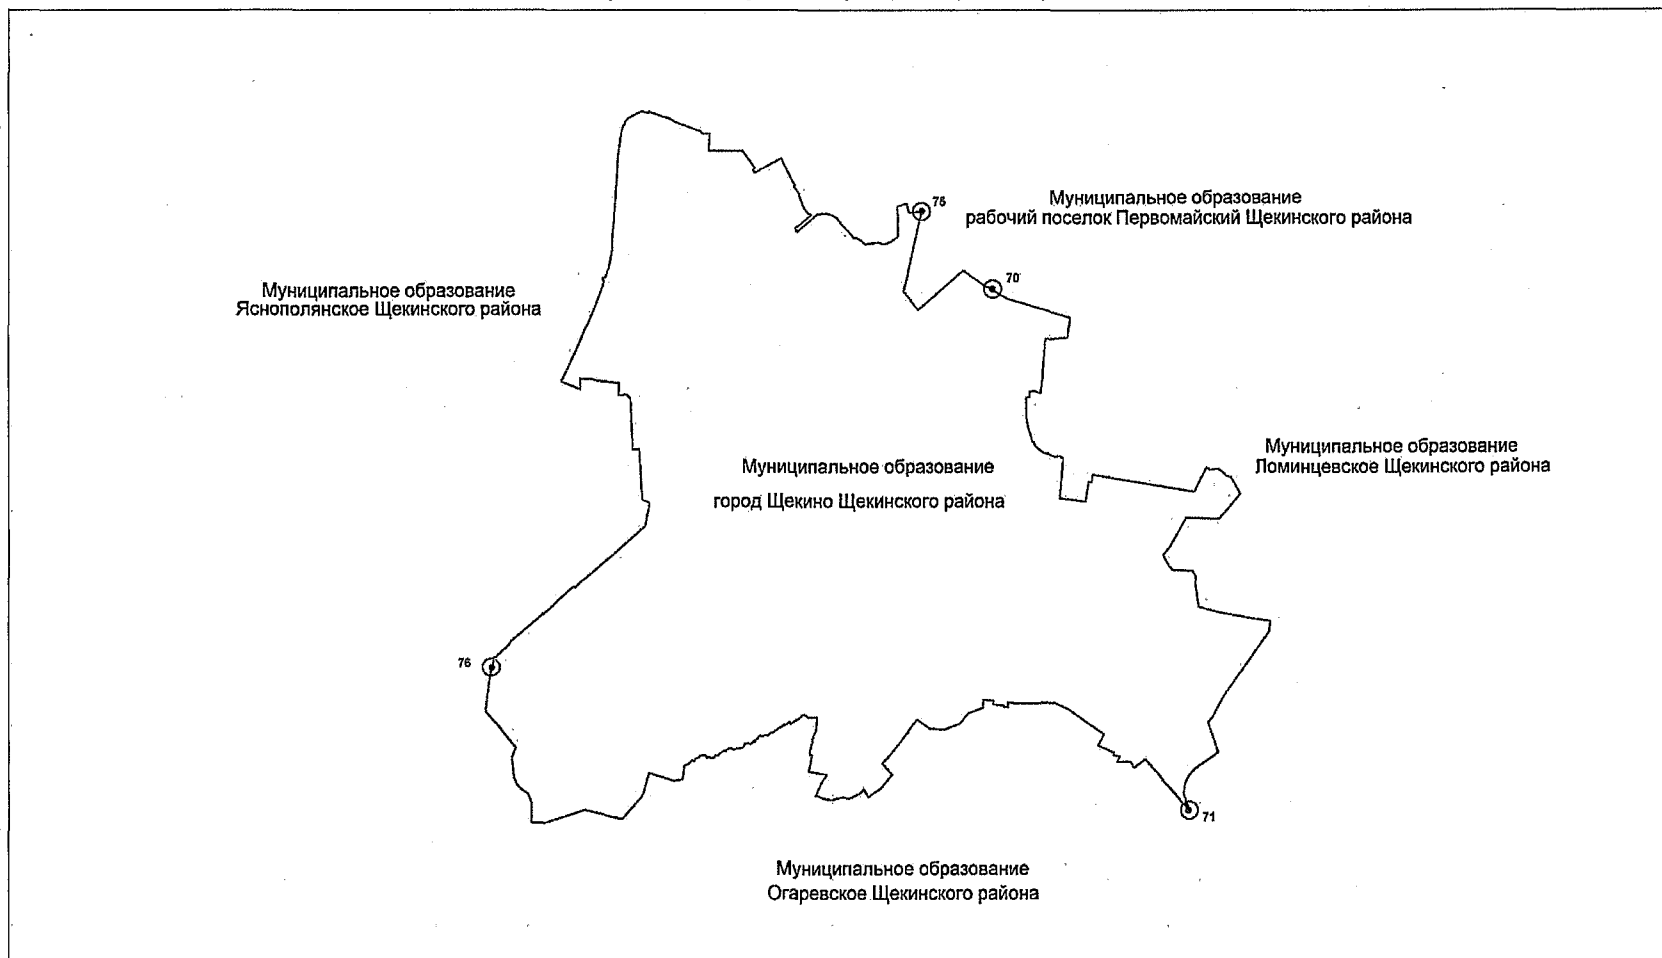 75
Муниципальное образование
рабочий поселок Первомайский Щекинского района
70
Муниципальное образование
Яснополянское Щекинского района
Муниципальное образование
Ломинцевское Щекинского района
Муниципальное образование
город Щекино Щекинского района
76
71
Муниципальное образование
Огаревское Щекинского района